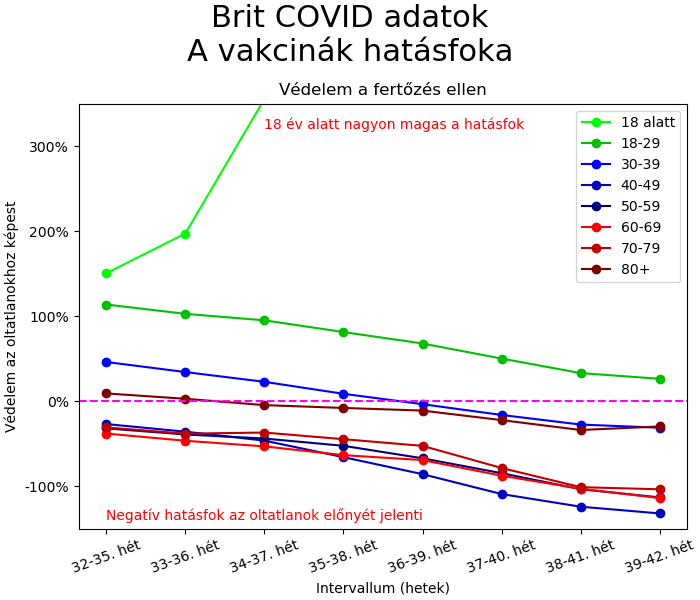 Brit COVID adatok
A vakcinák hatásfoka
Védelem a fertőzés ellen
18 év alatt nagyon magas a hatásfok
18 alatt
18-29
30-39
40-49
50-59
60-69
70-79
80+
Védelem az oltatlanokhoz képest
300%
200%
100%
0%
-100%
Negatív hatásfok az oltatlanok előnyét jelenti
32-35. hét
33-36. hét
34-37. hét
35-38. hét
36-39. hét
37-40. hét
38-41. hét
39-42. hét
Intervallum (hetek)